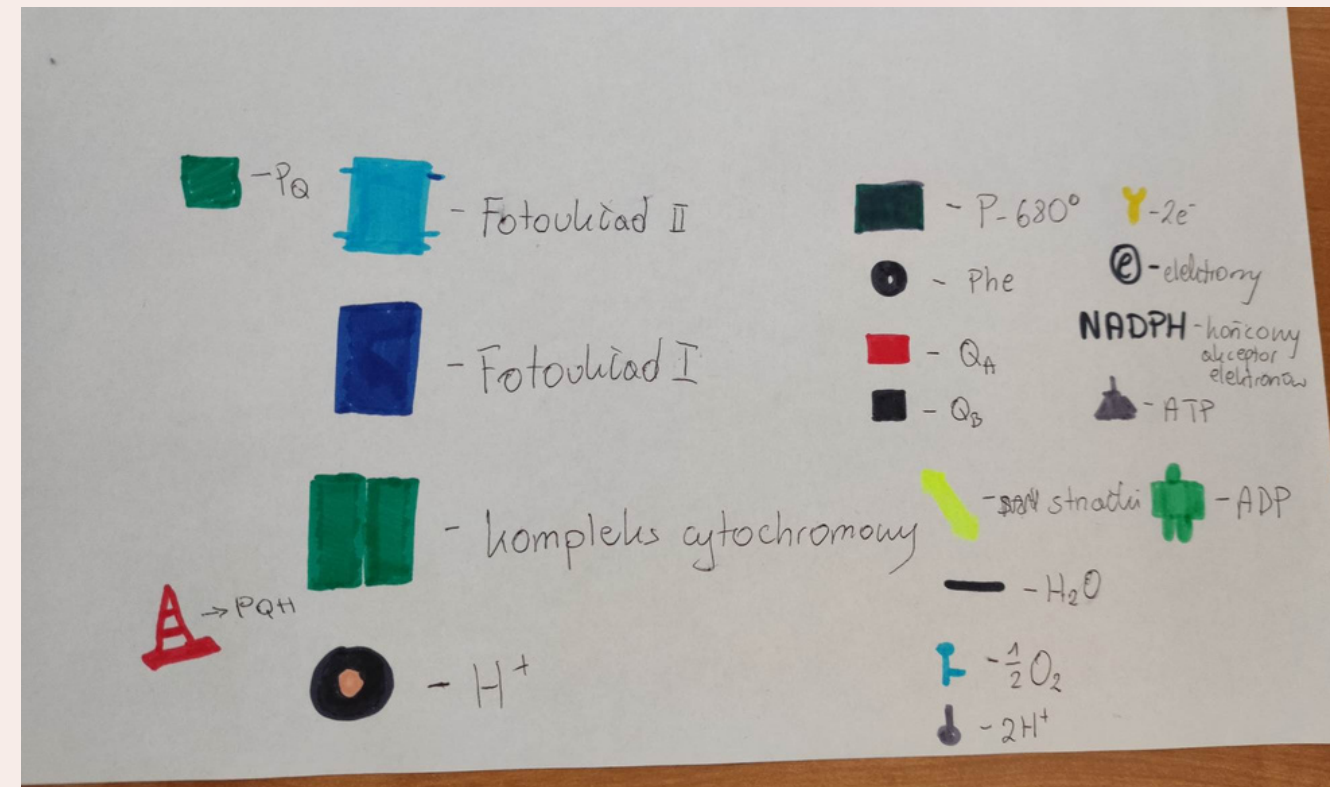 -PQ
- Fotoukład II
- Fotoukład I
- kompleks cytochromowy
→ PQH
- H⁺
- P-680°
- Phe
- QA
- QB
- strzałki
- H₂O
- ½O₂
- 2H⁺
Y -2e⁻
ⓔ - elektrony
NADPH - końcowy
akceptor
elektronów
- ATP
- ADP